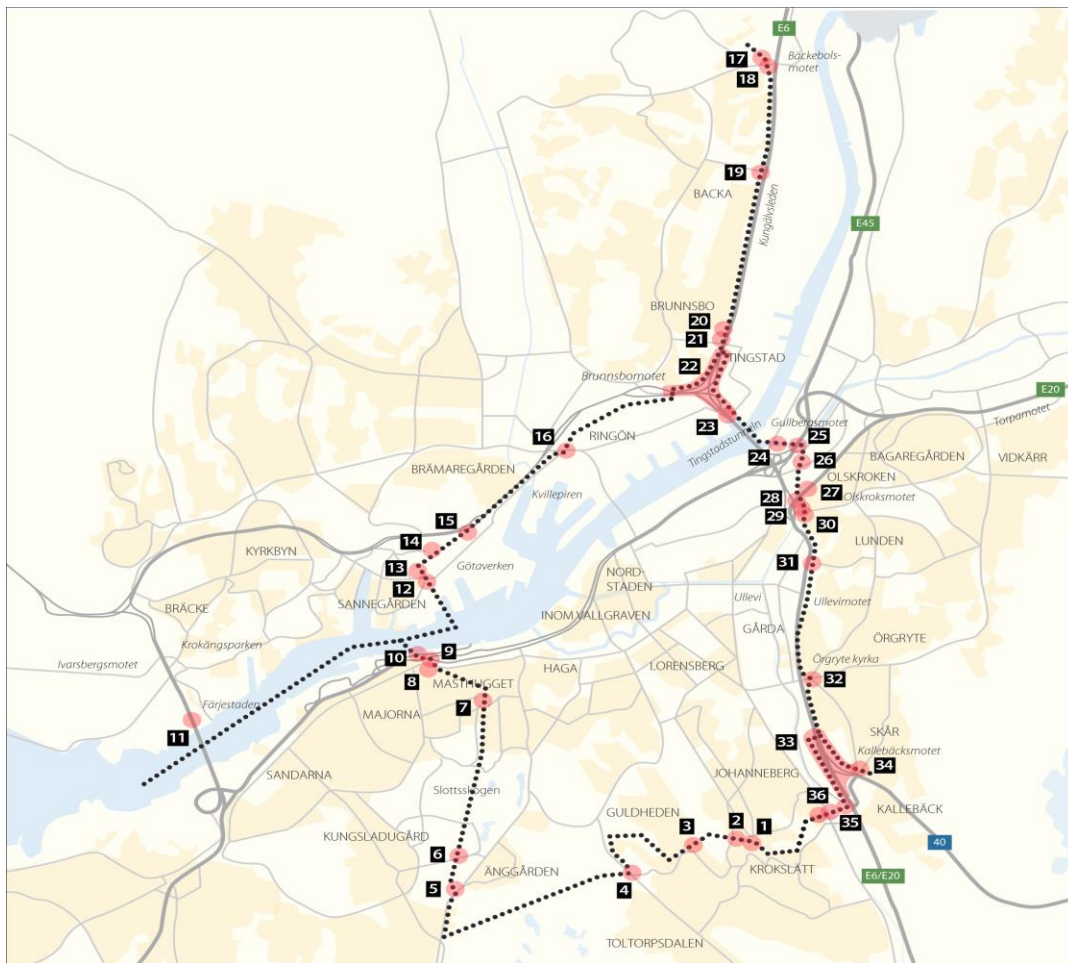 E6
17
Bäckebols-
motet
18
19
BACKA
Kungälvsleden
E45
BRUNNSBO
20
21
TINGSTAD
22
Brunnsbomotet
E20
Torpamotet
23
Tingstadstunneln
Gullbergsmotet
25
16
RINGÖN
24
26
BAGAREGÅRDEN
VIDKÄRR
BRÄMAREGÅRDEN
OLSKROKEN
27
Kvillepiren
28
Olskroksmotet
29
30
15
14
KYRKBYN
Götaverken
LUNDEN
13
31
12
NORD-
STADEN
SANNEGÅRDEN
Ullevi
Ullevimotet
BRÄCKE
INOM VALLGRAVEN
GÅRDA
Krokängsparken
ÖRGRYTE
9
10
Ivarsbergsmotet
HAGA
LORENSBERG
Örgryte kyrka
8
MASTHUGGET
32
7
Färjestaden
MAJORNA
11
SKÅR
33
Kallebäcksmotet
34
SANDARNA
JOHANNEBERG
Slottsskogen
36
KALLEBÄCK
GULDHEDEN
35
KUNGSLADUGÅRD
3
2
1
40
6
ÄNGGÅRDEN
KROKSLÄTT
5
4
E6/E20
TOLTORPSDALEN